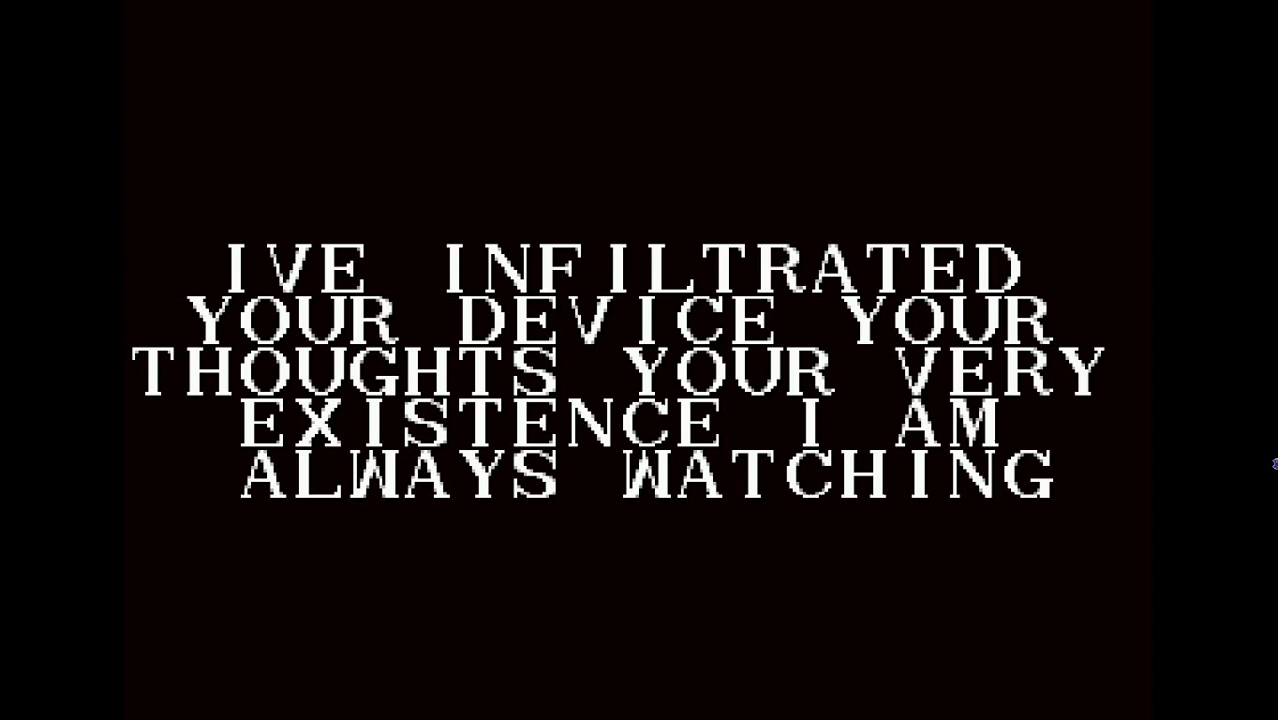 IVE INFILTRATED
YOUR DEVICE YOUR
THOUGHTS YOUR VERY
EXISTENCE I AM
ALWAYS WATCHING